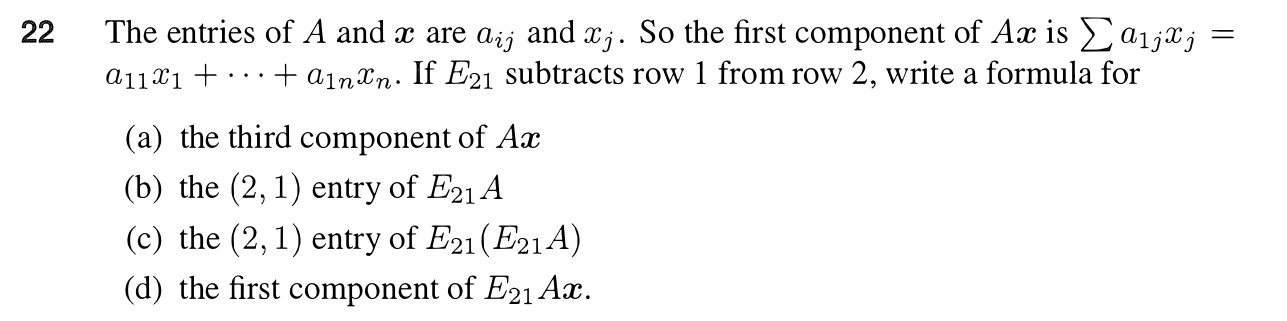 22 The entries of A and x are a_{ij} and x_j. So the first component of Ax is ∑ a_{1j}x_j =
a_{11}x_1 + · · · + a_{1n}x_n. If E_{21} subtracts row 1 from row 2, write a formula for
(a) the third component of Ax
(b) the (2, 1) entry of E_{21}A
(c) the (2, 1) entry of E_{21}(E_{21}A)
(d) the first component of E_{21}Ax.